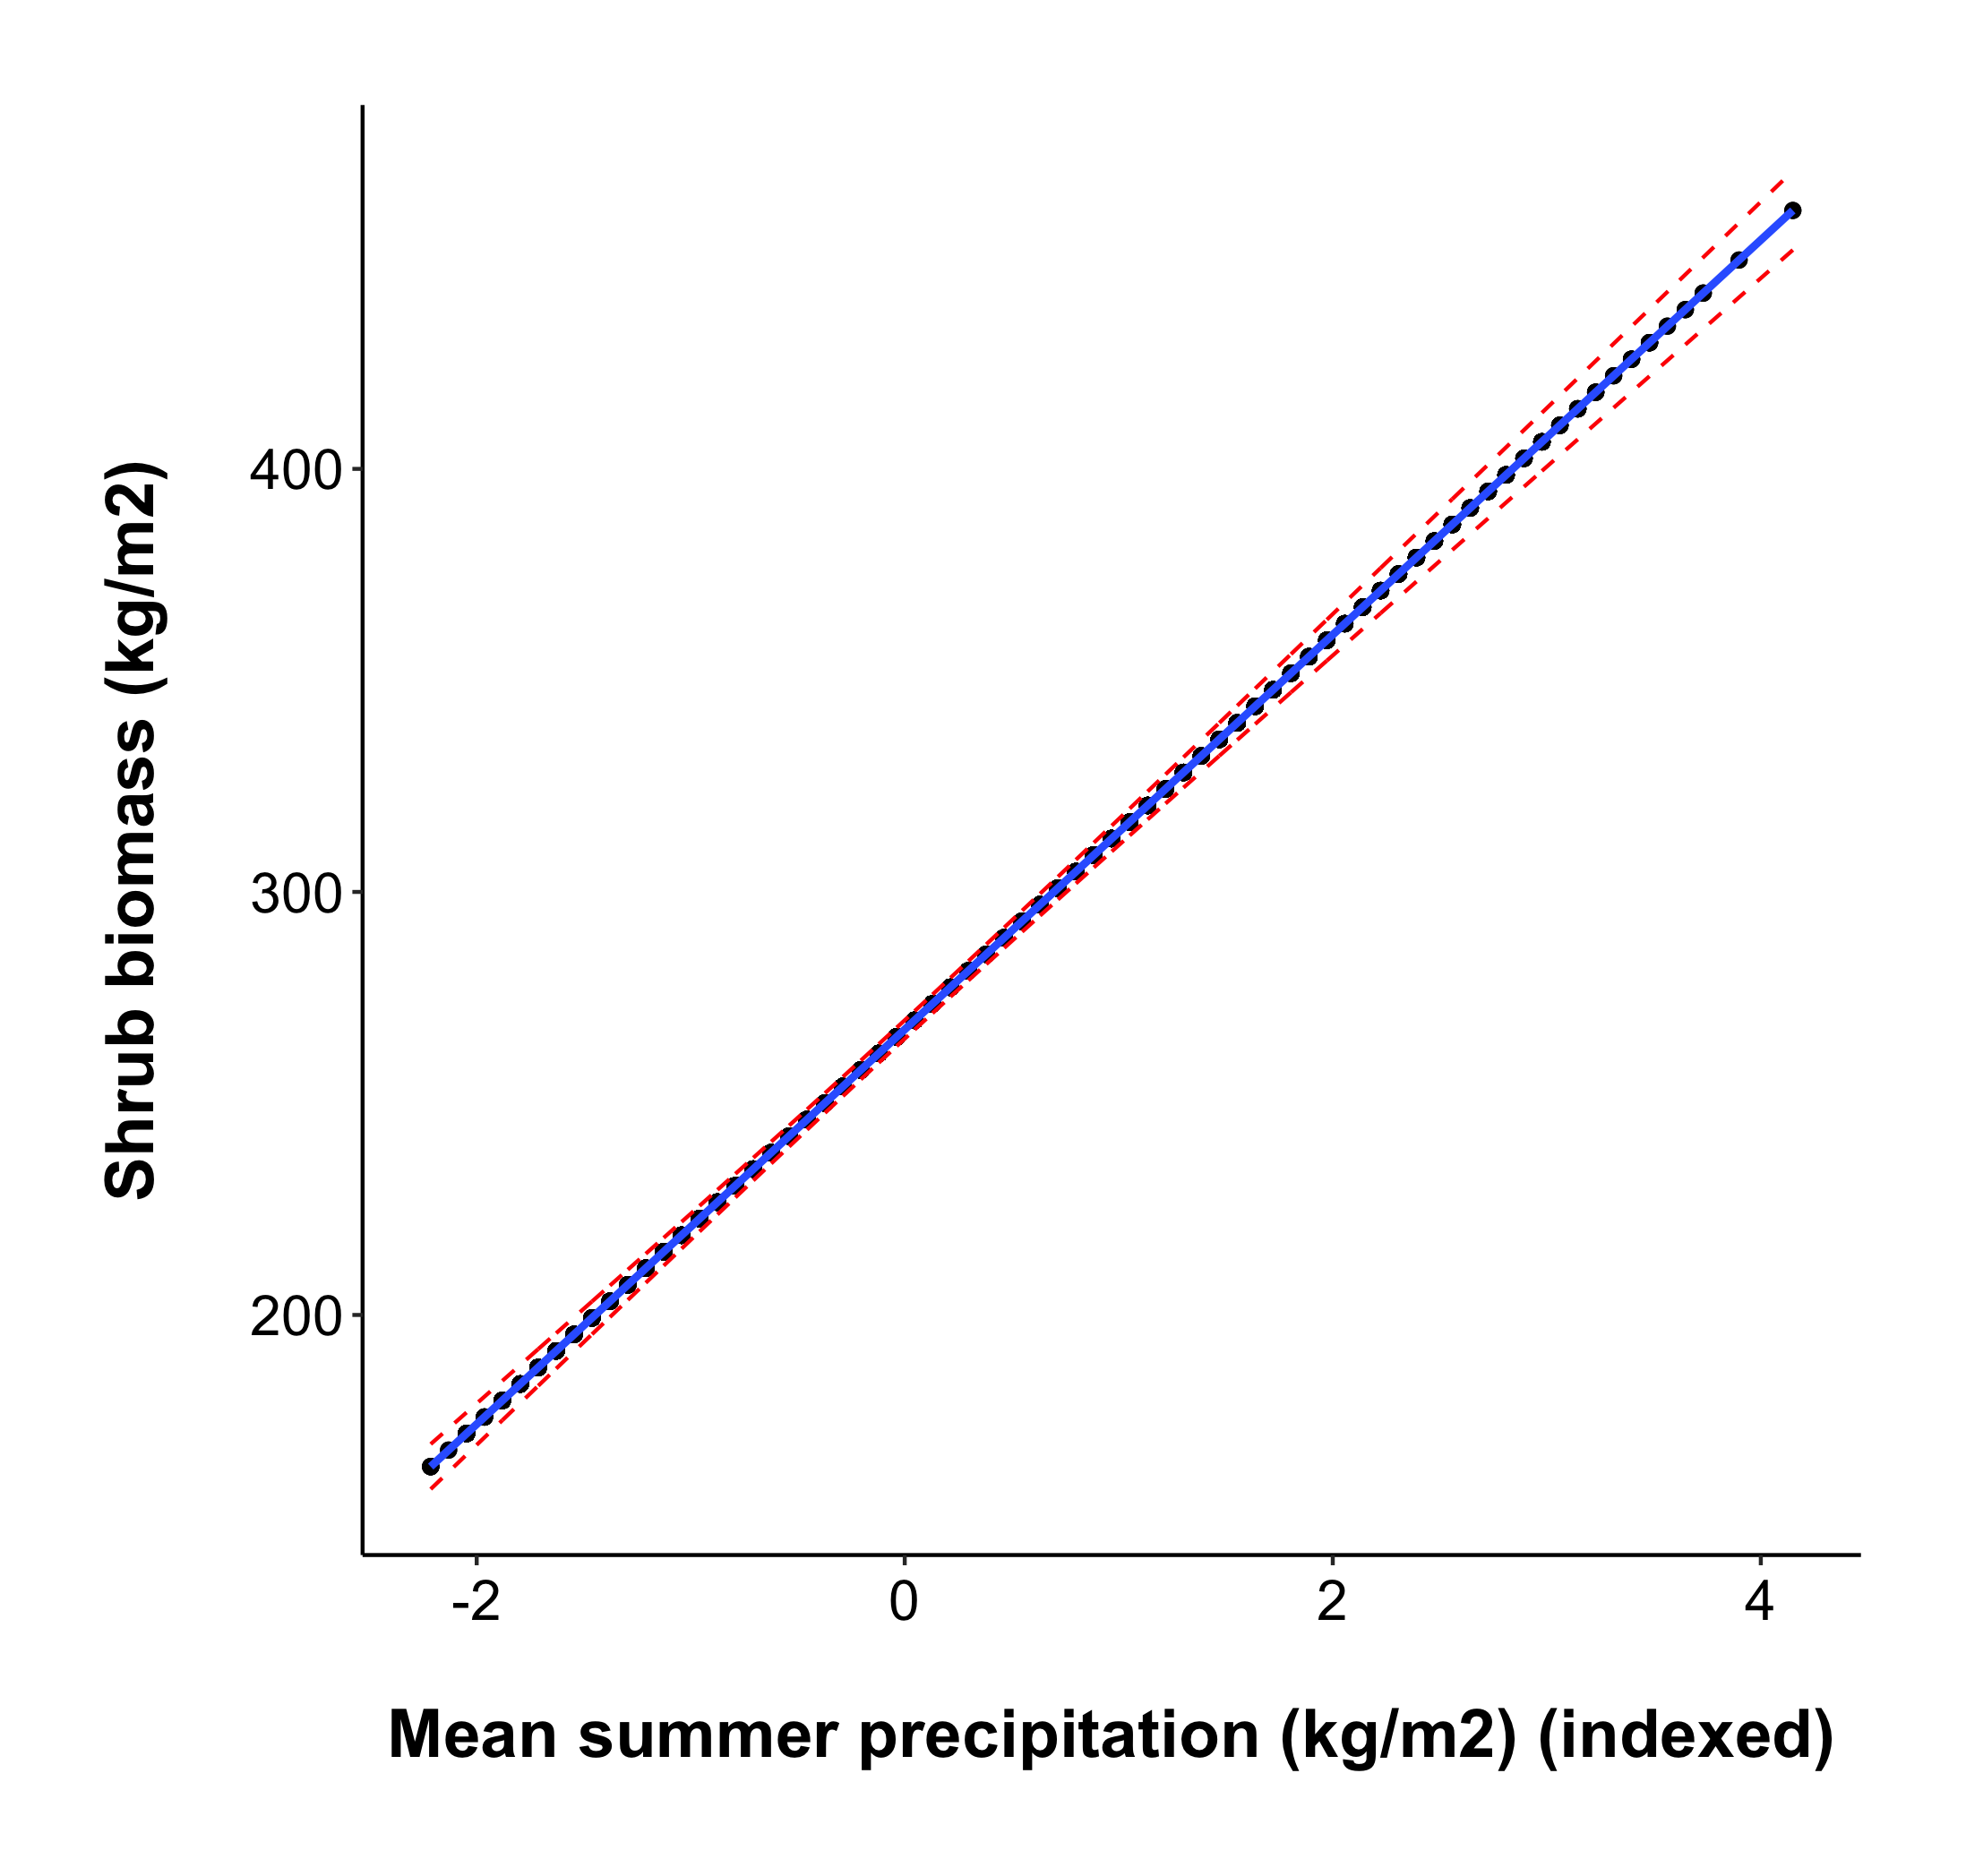 Shrub biomass (kg/m2)
400
300
200
-2 0 2 4
Mean summer precipitation (kg/m2) (indexed)